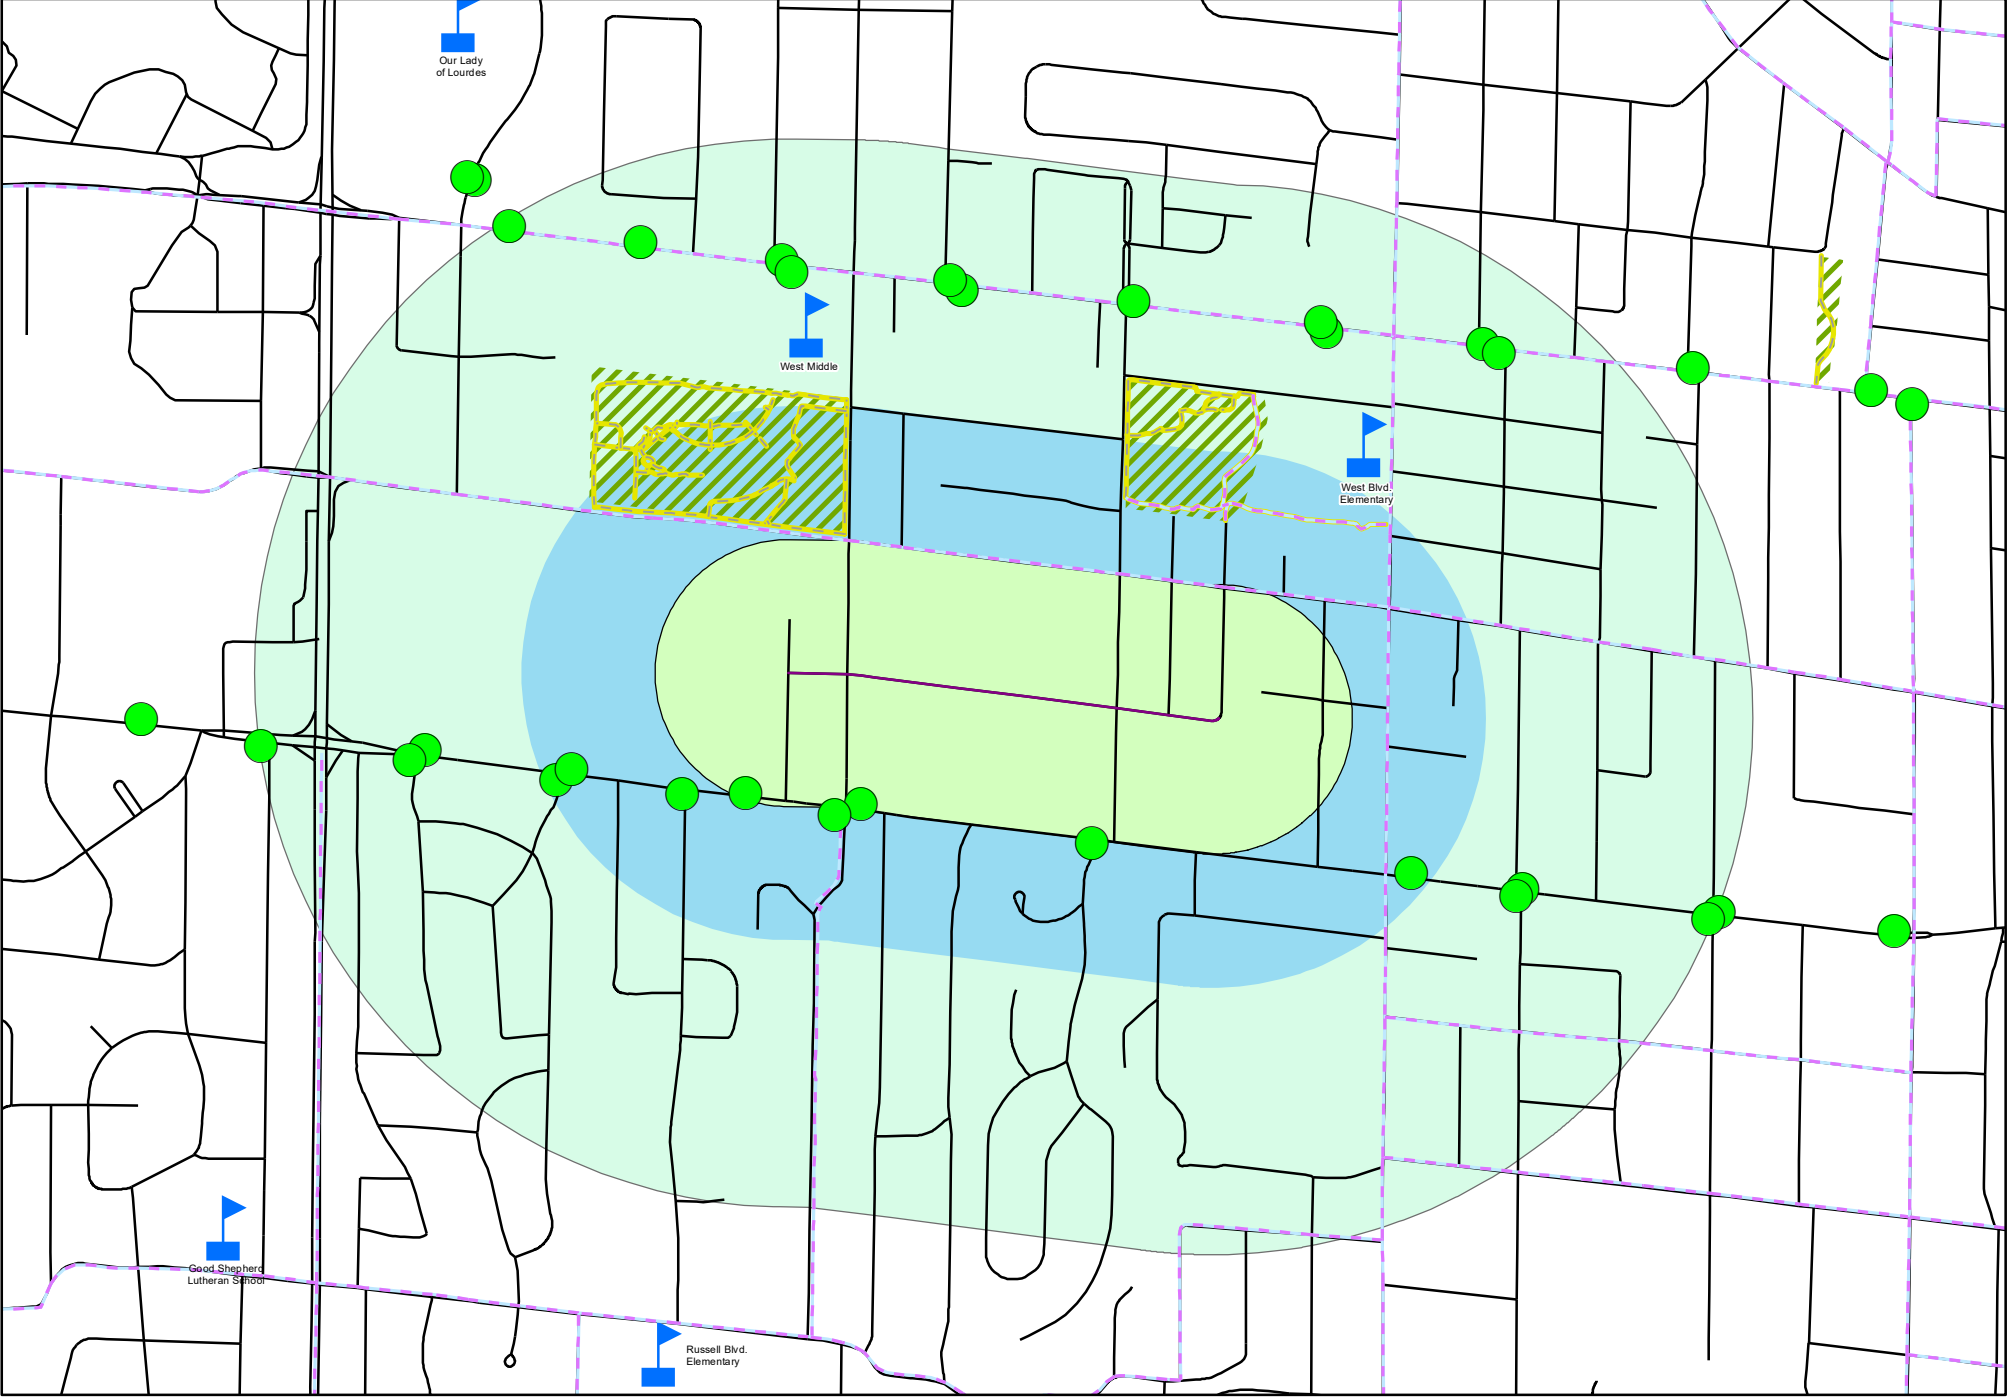 Our Lady
of Lourdes
West Middle
West Blvd.
Elementary
Good Shepherd
Lutheran School
Russell Blvd.
Elementary